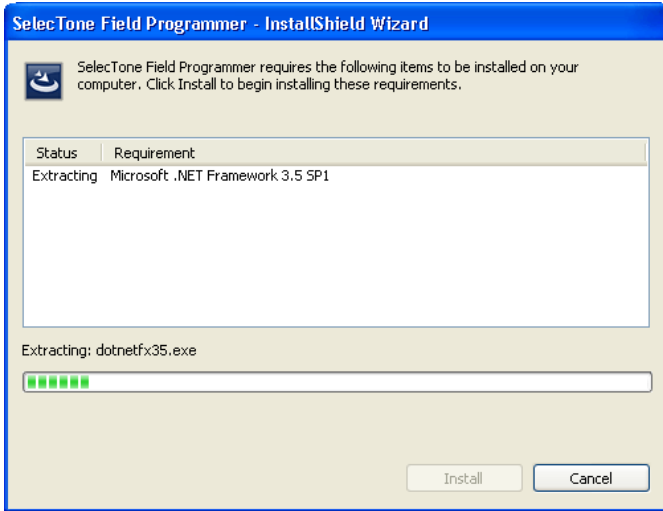 SelecTone Field Programmer - InstallShield Wizard
SelecTone Field Programmer requires the following items to be installed on your
computer. Click Install to begin installing these requirements.
Status Requirement
Extracting Microsoft .NET Framework 3.5 SP1
Extracting: dotnetfx35.exe
Install Cancel